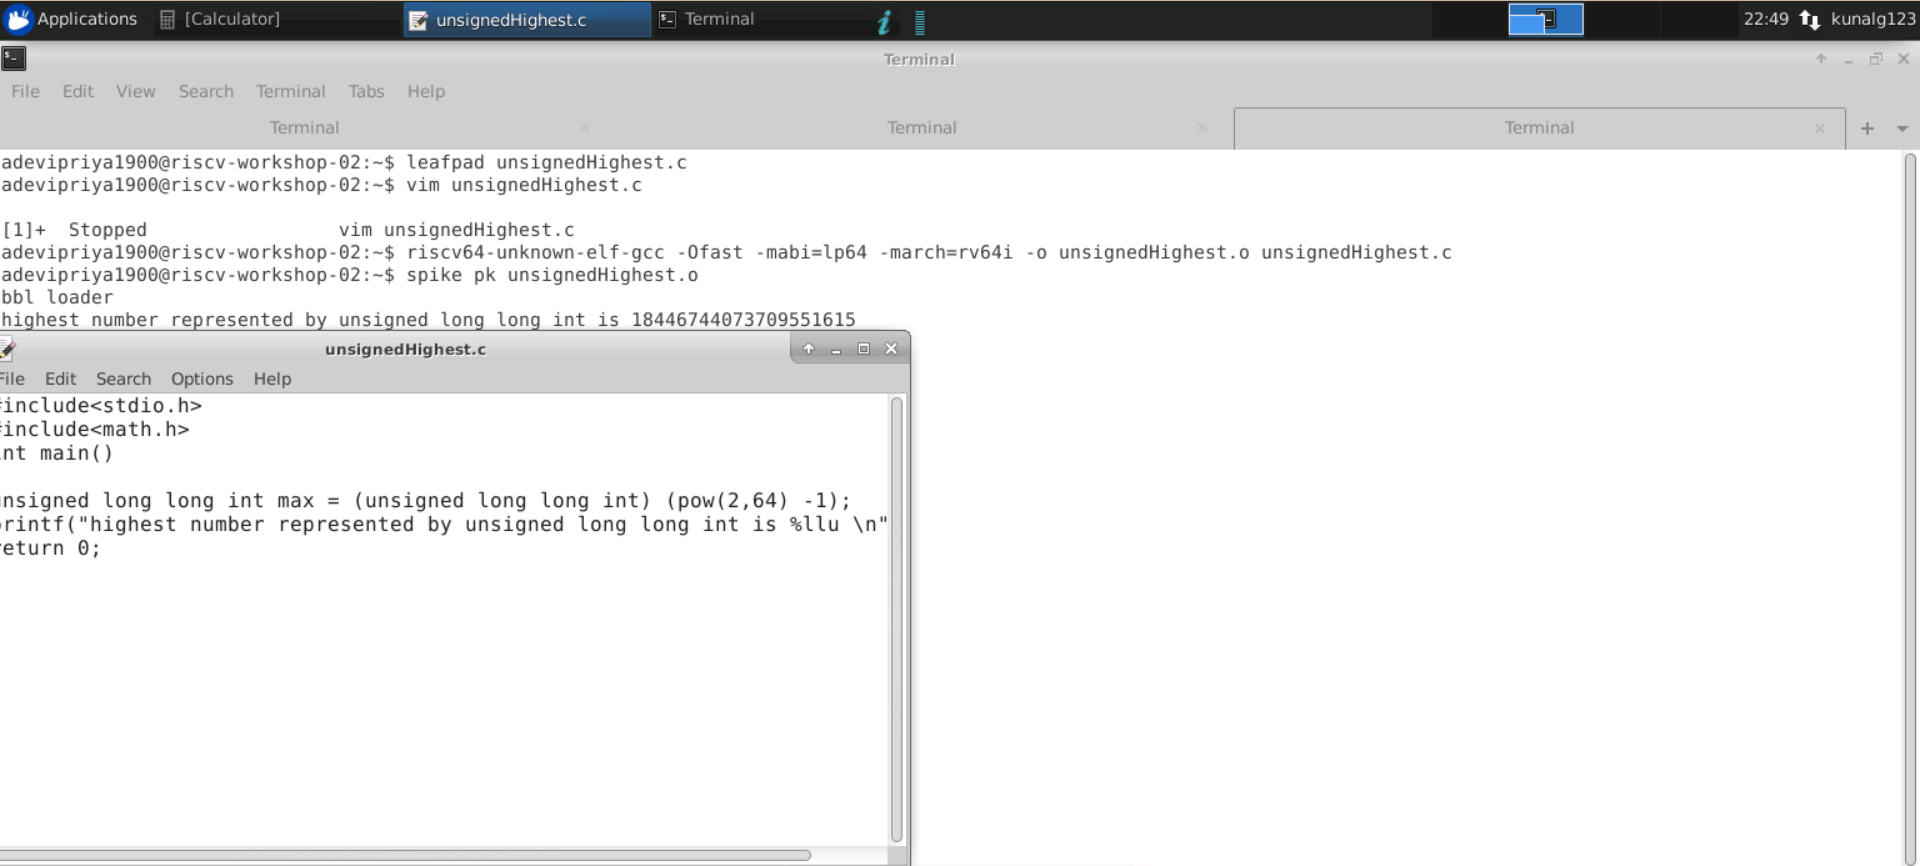 Applications [Calculator] unsignedHighest.c Terminal 22:49 kunalg123
Terminal
File Edit View Search Terminal Tabs Help
Terminal Terminal Terminal
adevipriya1900@riscv-workshop-02:~$ leafpad unsignedHighest.c
adevipriya1900@riscv-workshop-02:~$ vim unsignedHighest.c
[1]+  Stopped                 vim unsignedHighest.c
adevipriya1900@riscv-workshop-02:~$ riscv64-unknown-elf-gcc -Ofast -mabi=lp64 -march=rv64i -o unsignedHighest.o unsignedHighest.c
adevipriya1900@riscv-workshop-02:~$ spike pk unsignedHighest.o
bbl loader
highest number represented by unsigned long long int is 18446744073709551615
unsignedHighest.c
File Edit Search Options Help
#include<stdio.h>
#include<math.h>
int main()
unsigned long long int max = (unsigned long long int) (pow(2,64) -1);
printf("highest number represented by unsigned long long int is %llu \n"
return 0;